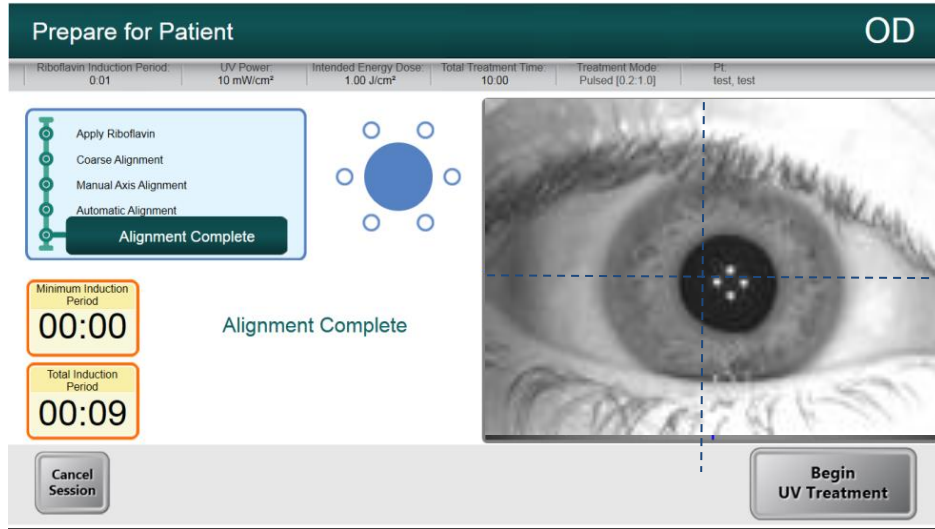 Prepare for Patient
OD
Riboflavin Induction Period:
0:01
UV Power:
10 mW/cm²
Intended Energy Dose:
1.00 J/cm²
Total Treatment Time:
10:00
Treatment Mode:
Pulsed [0.2:1.0]
Pt:
test, test
Apply Riboflavin
Coarse Alignment
Manual Axis Alignment
Automatic Alignment
Alignment Complete
Minimum Induction
Period
00:00
Alignment Complete
Total Induction
Period
00:09
Cancel
Session
Begin
UV Treatment